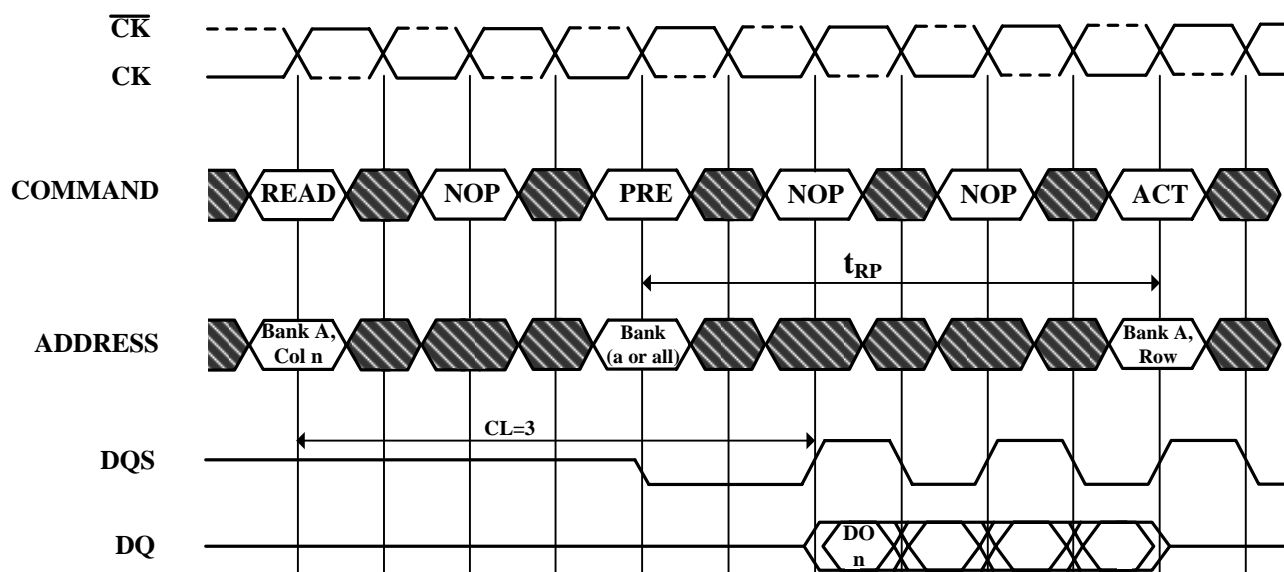 CK
CK
COMMAND
READ
NOP
PRE
NOP
NOP
ACT
tRP
ADDRESS
Bank A,
Col n
Bank
(a or all)
Bank A,
Row
CL=3
DQS
DQ
DO
n